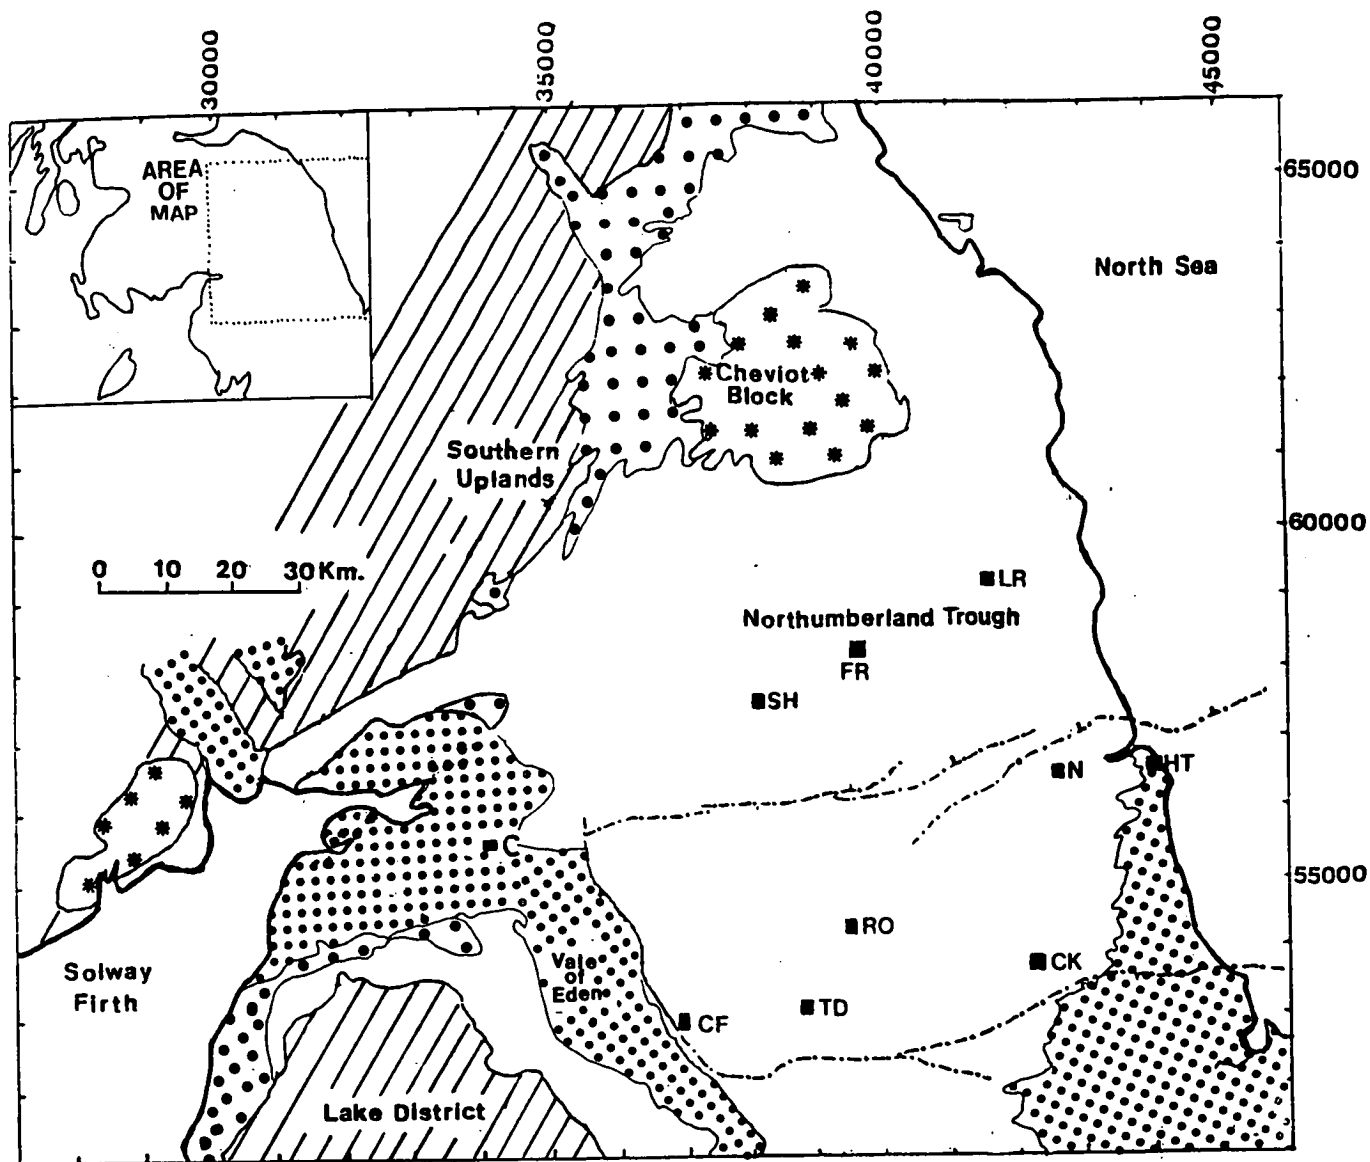 30000
35000
40000
45000
AREA
OF
MAP
65000
North Sea
Cheviot
Block
Southern
Uplands
60000
0 10 20 30 Km.
LR
Northumberland Trough
FR
SH
N
HT
C
55000
RO
Vale
of
Eden
CK
Solway
Firth
TD
CF
Lake District